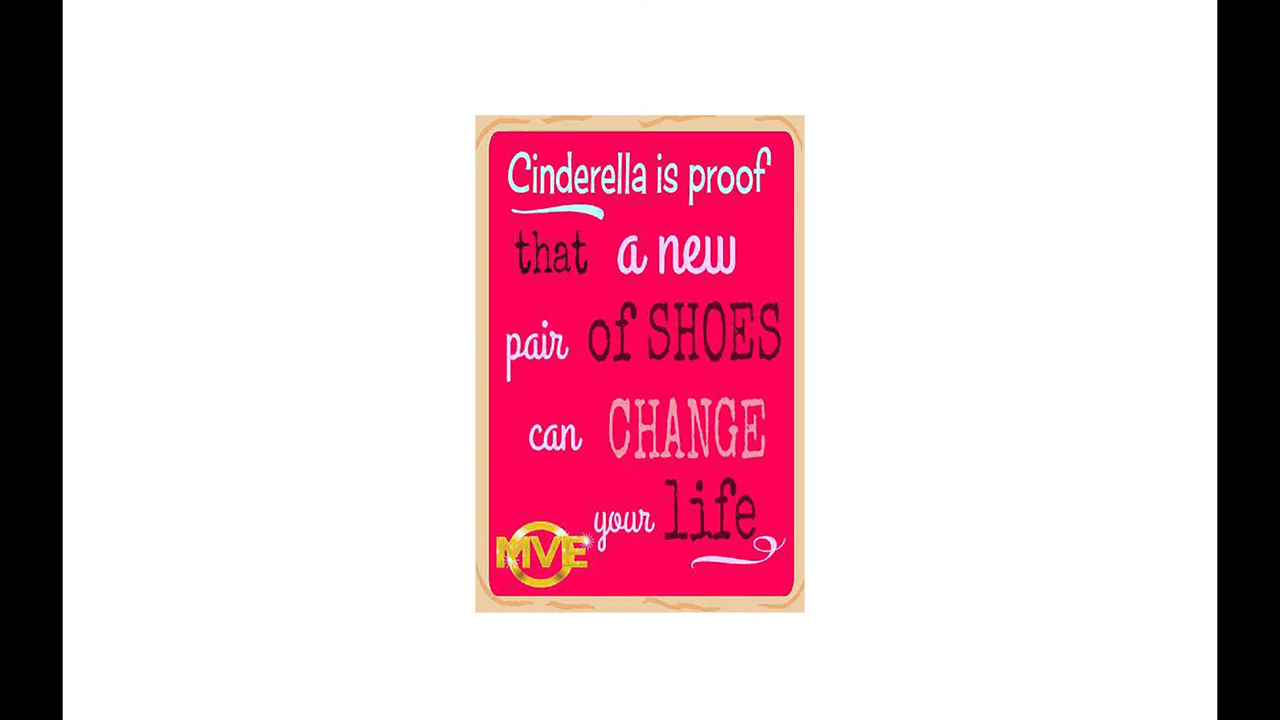 Cinderella is proof
that a new
pair of SHOES
can CHANGE
your life
MVE